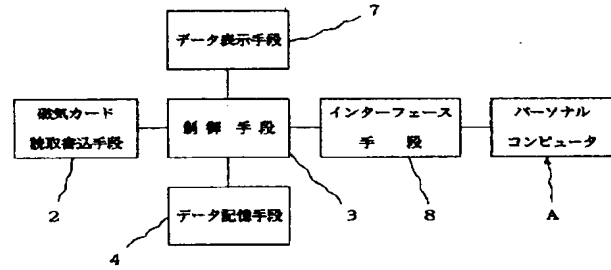 7
データ表示手段
磁気カード
読取書込手段
制御手段
インターフェース
手段
パーソナル
コンピュータ
2
3
8
A
データ記憶手段
4